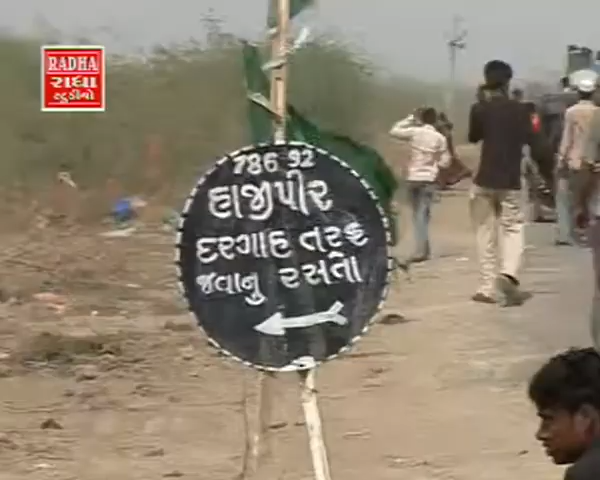 RADHA
રાધા
સ્ટુડીયો
786 92
હાજીપીર
દરગાહ તરફ
જવાનુ રસ્તો